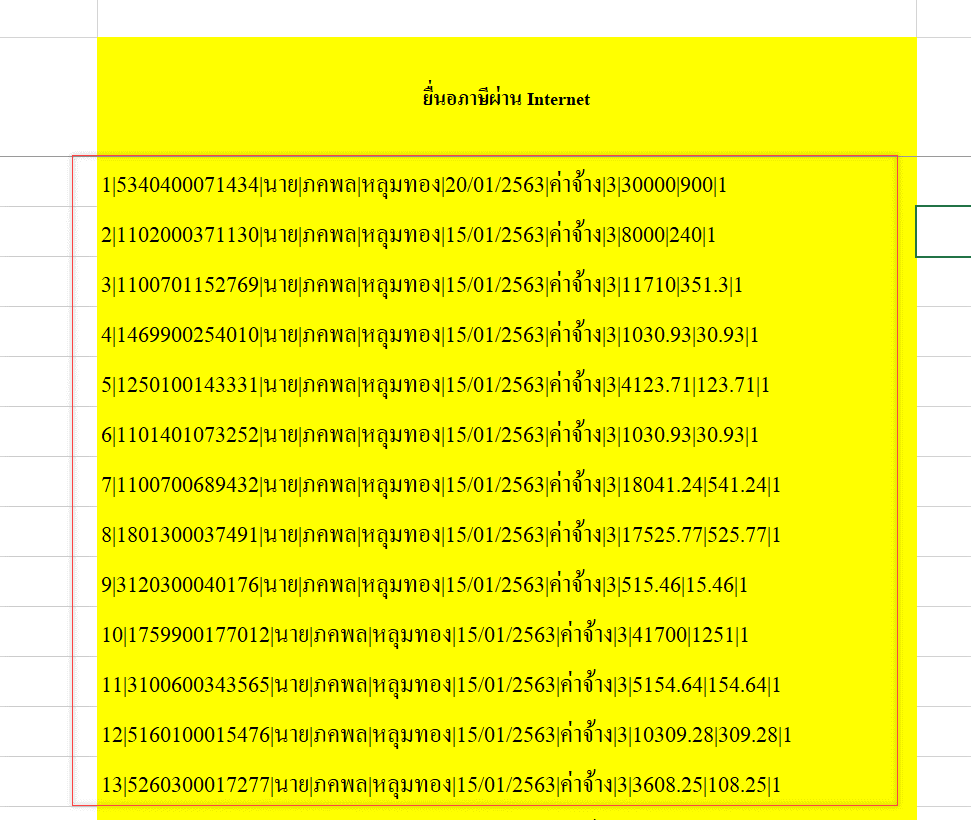 ยื่นอภาษีผ่าน Internet
1|5340400071434|นาย|ภคพล|หลุมทอง|20/01/2563|ค่าจ้าง|3|30000|900|1
2|1102000371130|นาย|ภคพล|หลุมทอง|15/01/2563|ค่าจ้าง|3|8000|240|1
3|1100701152769|นาย|ภคพล|หลุมทอง|15/01/2563|ค่าจ้าง|3|11710|351.3|1
4|1469900254010|นาย|ภคพล|หลุมทอง|15/01/2563|ค่าจ้าง|3|1030.93|30.93|1
5|1250100143331|นาย|ภคพล|หลุมทอง|15/01/2563|ค่าจ้าง|3|4123.71|123.71|1
6|1101401073252|นาย|ภคพล|หลุมทอง|15/01/2563|ค่าจ้าง|3|1030.93|30.93|1
7|1100700689432|นาย|ภคพล|หลุมทอง|15/01/2563|ค่าจ้าง|3|18041.24|541.24|1
8|1801300037491|นาย|ภคพล|หลุมทอง|15/01/2563|ค่าจ้าง|3|17525.77|525.77|1
9|3120300040176|นาย|ภคพล|หลุมทอง|15/01/2563|ค่าจ้าง|3|515.46|15.46|1
10|1759900177012|นาย|ภคพล|หลุมทอง|15/01/2563|ค่าจ้าง|3|41700|1251|1
11|3100600343565|นาย|ภคพล|หลุมทอง|15/01/2563|ค่าจ้าง|3|5154.64|154.64|1
12|5160100015476|นาย|ภคพล|หลุมทอง|15/01/2563|ค่าจ้าง|3|10309.28|309.28|1
13|5260300017277|นาย|ภคพล|หลุมทอง|15/01/2563|ค่าจ้าง|3|3608.25|108.25|1